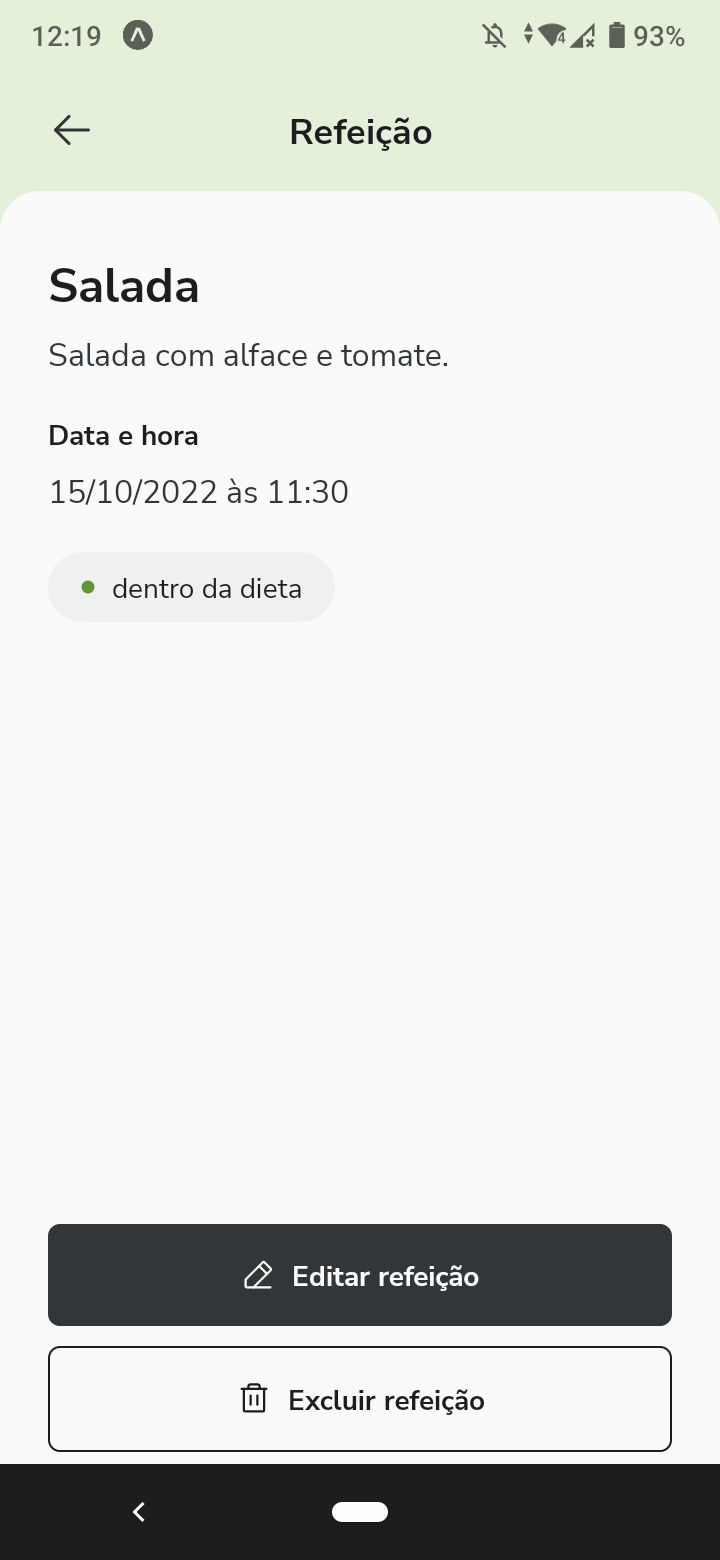 12:19
93%
Refeição
Salada
Salada com alface e tomate.
Data e hora
15/10/2022 às 11:30
dentro da dieta
Editar refeição
Excluir refeição